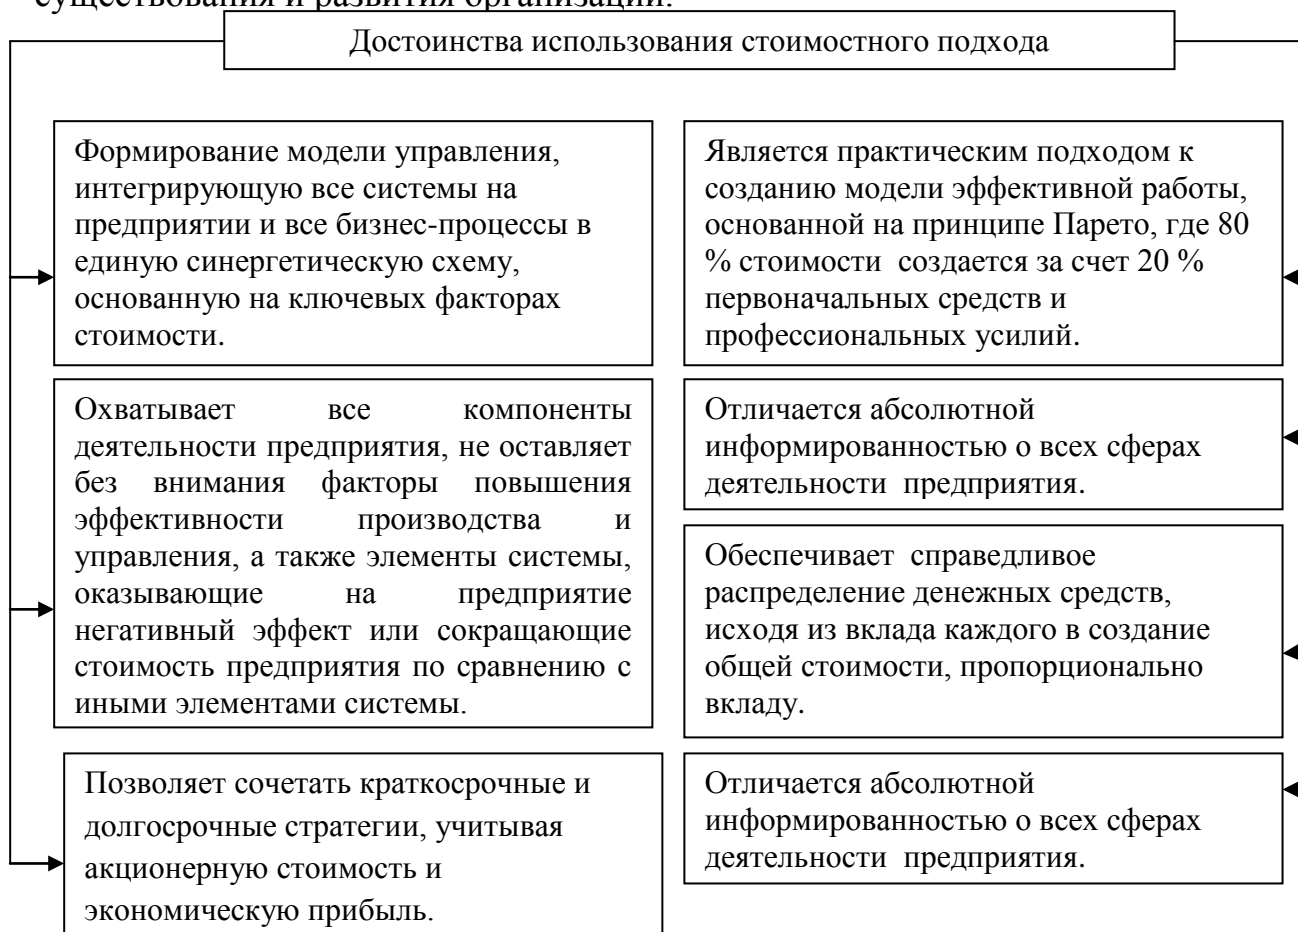 существования и развития организации.
Достоинства использования стоимостного подхода
Формирование модели управления,
интегрирующую все системы на
предприятии и все бизнес-процессы в
единую синергетическую схему,
основанную на ключевых факторах
стоимости.
Охватывает все компоненты
деятельности предприятия, не оставляет
без внимания факторы повышения
эффективности производства и
управления, а также элементы системы,
оказывающие на предприятие
негативный эффект или сокращающие
стоимость предприятия по сравнению с
иными элементами системы.
Позволяет сочетать краткосрочные и
долгосрочные стратегии, учитывая
акционерную стоимость и
экономическую прибыль.
Является практическим подходом к
созданию модели эффективной работы,
основанной на принципе Парето, где 80
% стоимости создается за счет 20 %
первоначальных средств и
профессиональных усилий.
Отличается абсолютной
информированностью о всех сферах
деятельности предприятия.
Обеспечивает справедливое
распределение денежных средств,
исходя из вклада каждого в создание
общей стоимости, пропорционально
вкладу.
Отличается абсолютной
информированностью о всех сферах
деятельности предприятия.